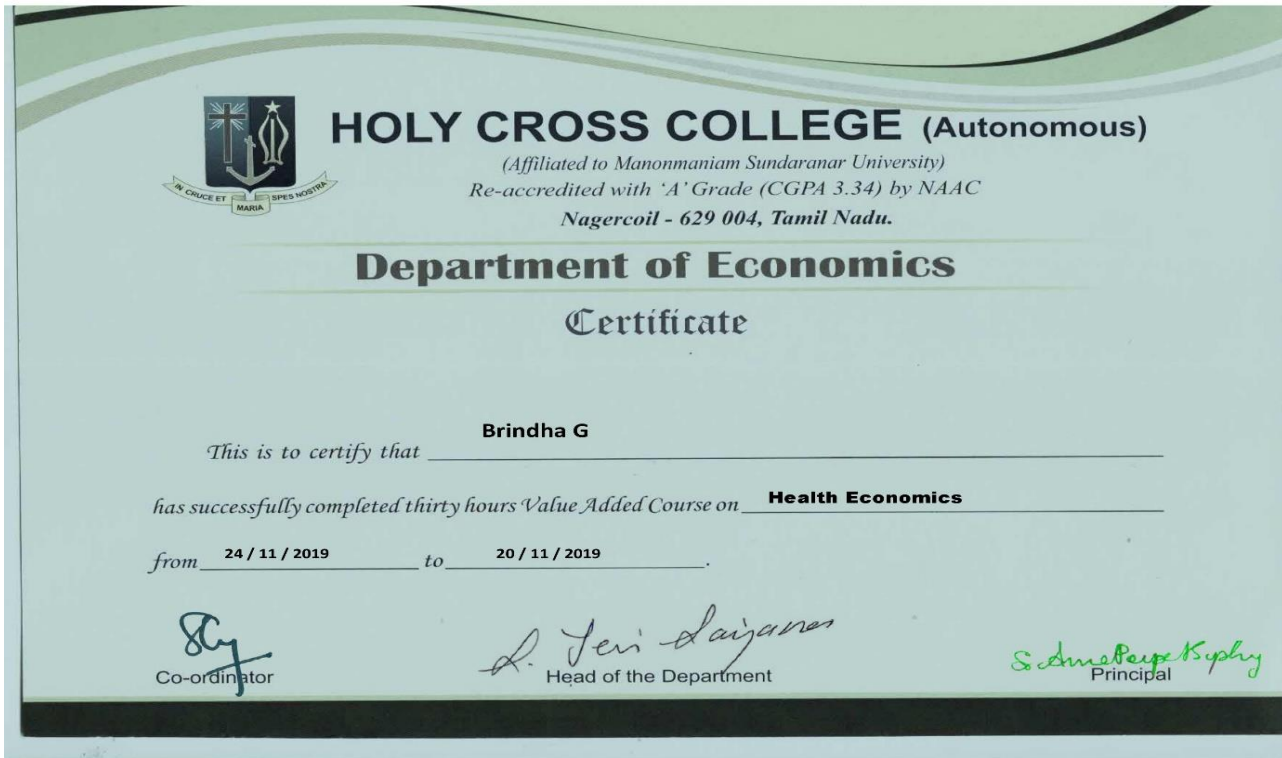 HOLY CROSS COLLEGE (Autonomous)
(Affiliated to Manonmaniam Sundaranar University)
Re-accredited with 'A' Grade (CGPA 3.34) by NAAC
IN CRUCE ET MARIA SPES NOSTRA
Nagercoil - 629 004, Tamil Nadu.
Department of Economics
Certificate
This is to certify that Brindha G
has successfully completed thirty hours Value Added Course on Health Economics
from 24 / 11 / 2019 to 20 / 11 / 2019.
Co-ordinator Head of the Department Principal